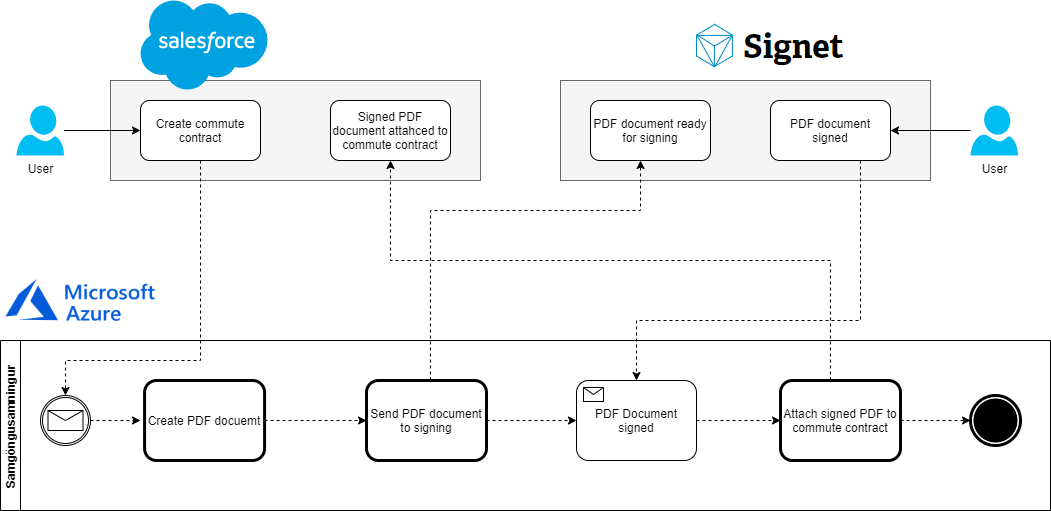 salesforce
Signet
Create commute
contract
Signed PDF
document attahced to
commute contract
PDF document ready
for signing
PDF document
signed
User
User
Microsoft
Azure
Samgöngusamningur
Create PDF docuemt
Send PDF document
to signing
PDF Document
signed
Attach signed PDF to
commute contract